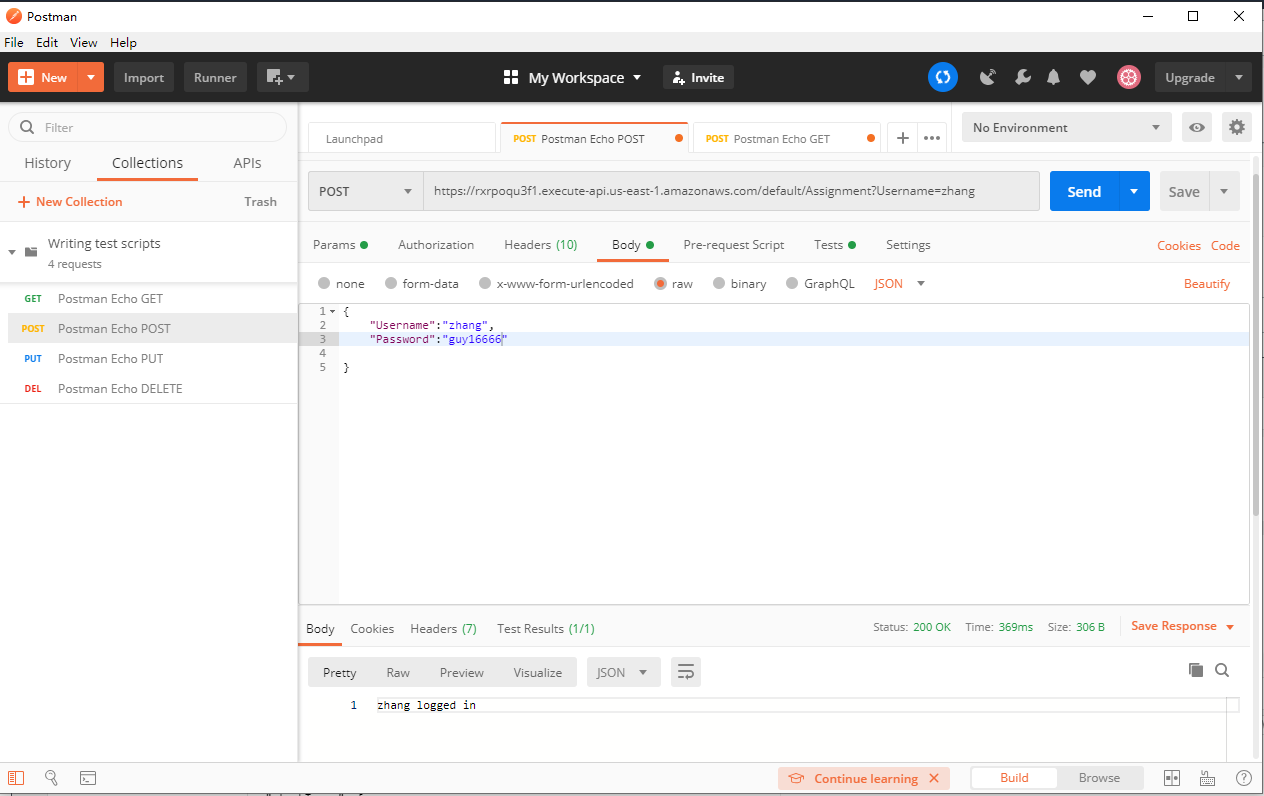 Postman
File Edit View Help
New Import Runner My Workspace Invite Upgrade
Filter
History Collections APIs
New Collection Trash
Writing test scripts
4 requests
GET Postman Echo GET
POST Postman Echo POST
PUT Postman Echo PUT
DEL Postman Echo DELETE
Launchpad POST Postman Echo POST POST Postman Echo GET No Environment
POST https://rxrpoqu3f1.execute-api.us-east-1.amazonaws.com/default/Assignment?Username=zhang Send Save
Params Authorization Headers (10) Body Pre-request Script Tests Settings Cookies Code
none form-data x-www-form-urlencoded raw binary GraphQL JSON Beautify
1 {
2 "Username":"zhang",
3 "Password":"guy16666"
4
5 }
Body Cookies Headers (7) Test Results (1/1) Status: 200 OK Time: 369ms Size: 306 B Save Response
Pretty Raw Preview Visualize JSON
1 zhang logged in
Continue learning Build Browse